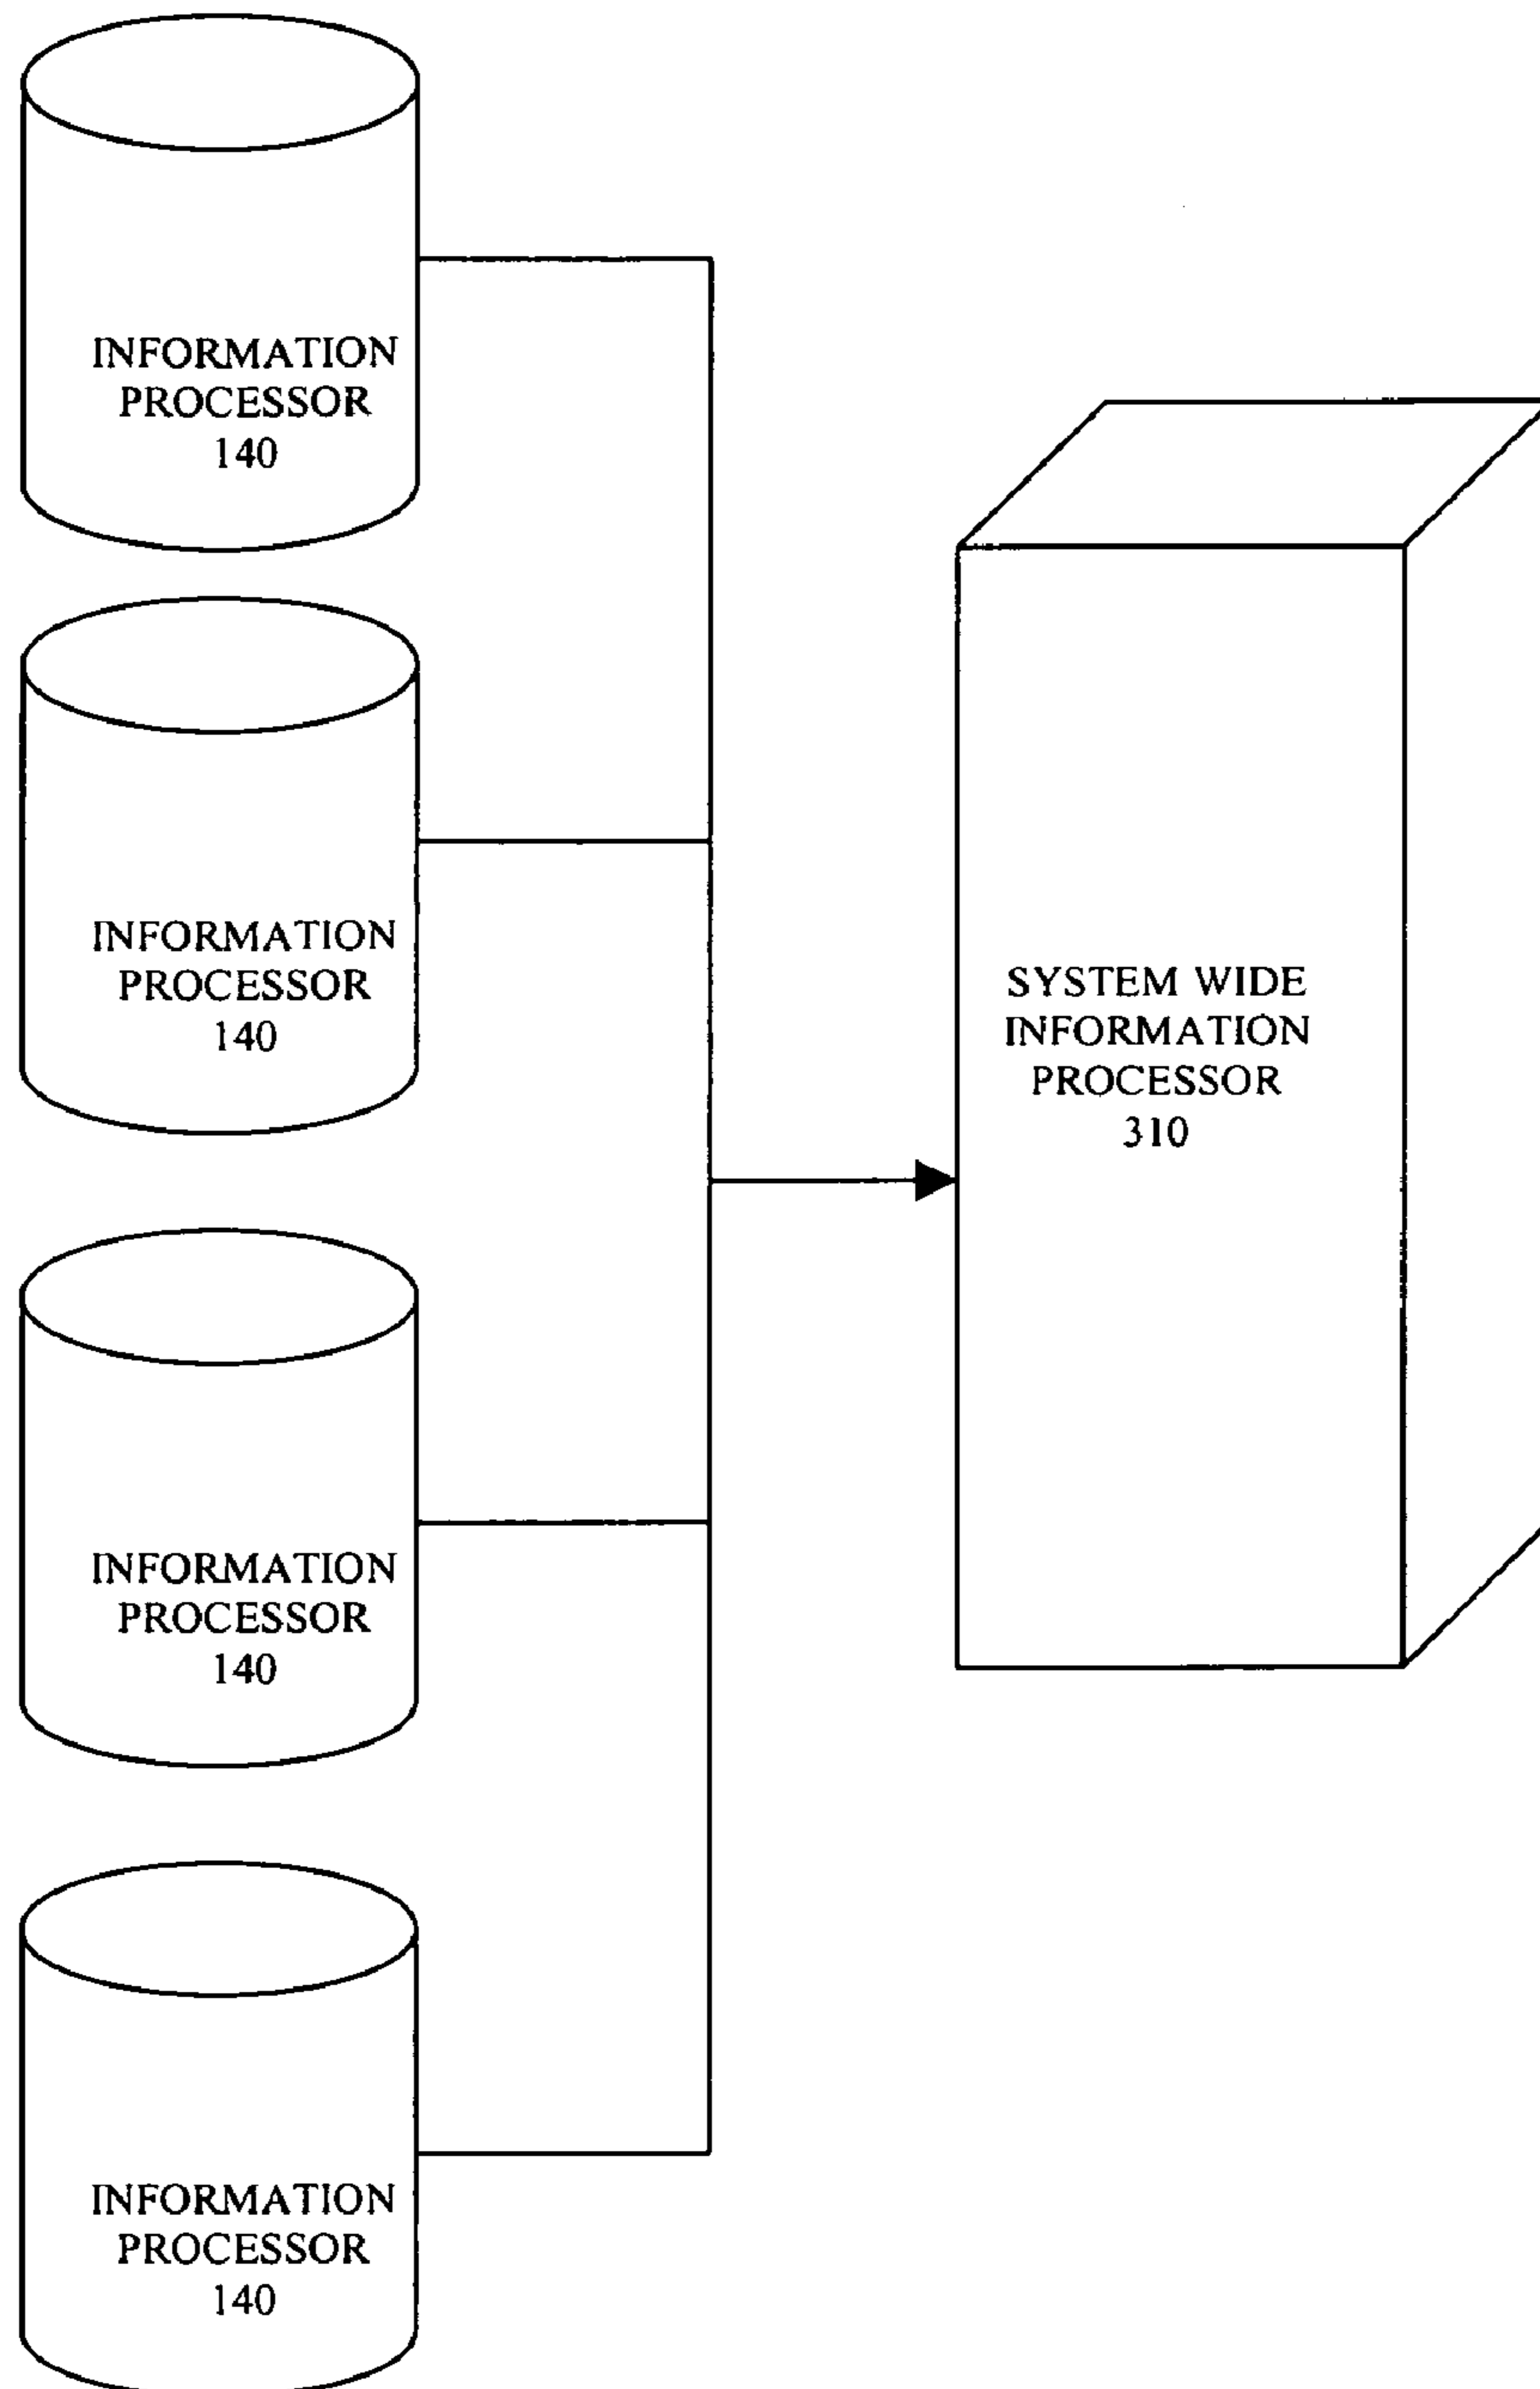 INFORMATION
PROCESSOR
140
INFORMATION
PROCESSOR
140
SYSTEM WIDE
INFORMATION
PROCESSOR
310
INFORMATION
PROCESSOR
140
INFORMATION
PROCESSOR
140